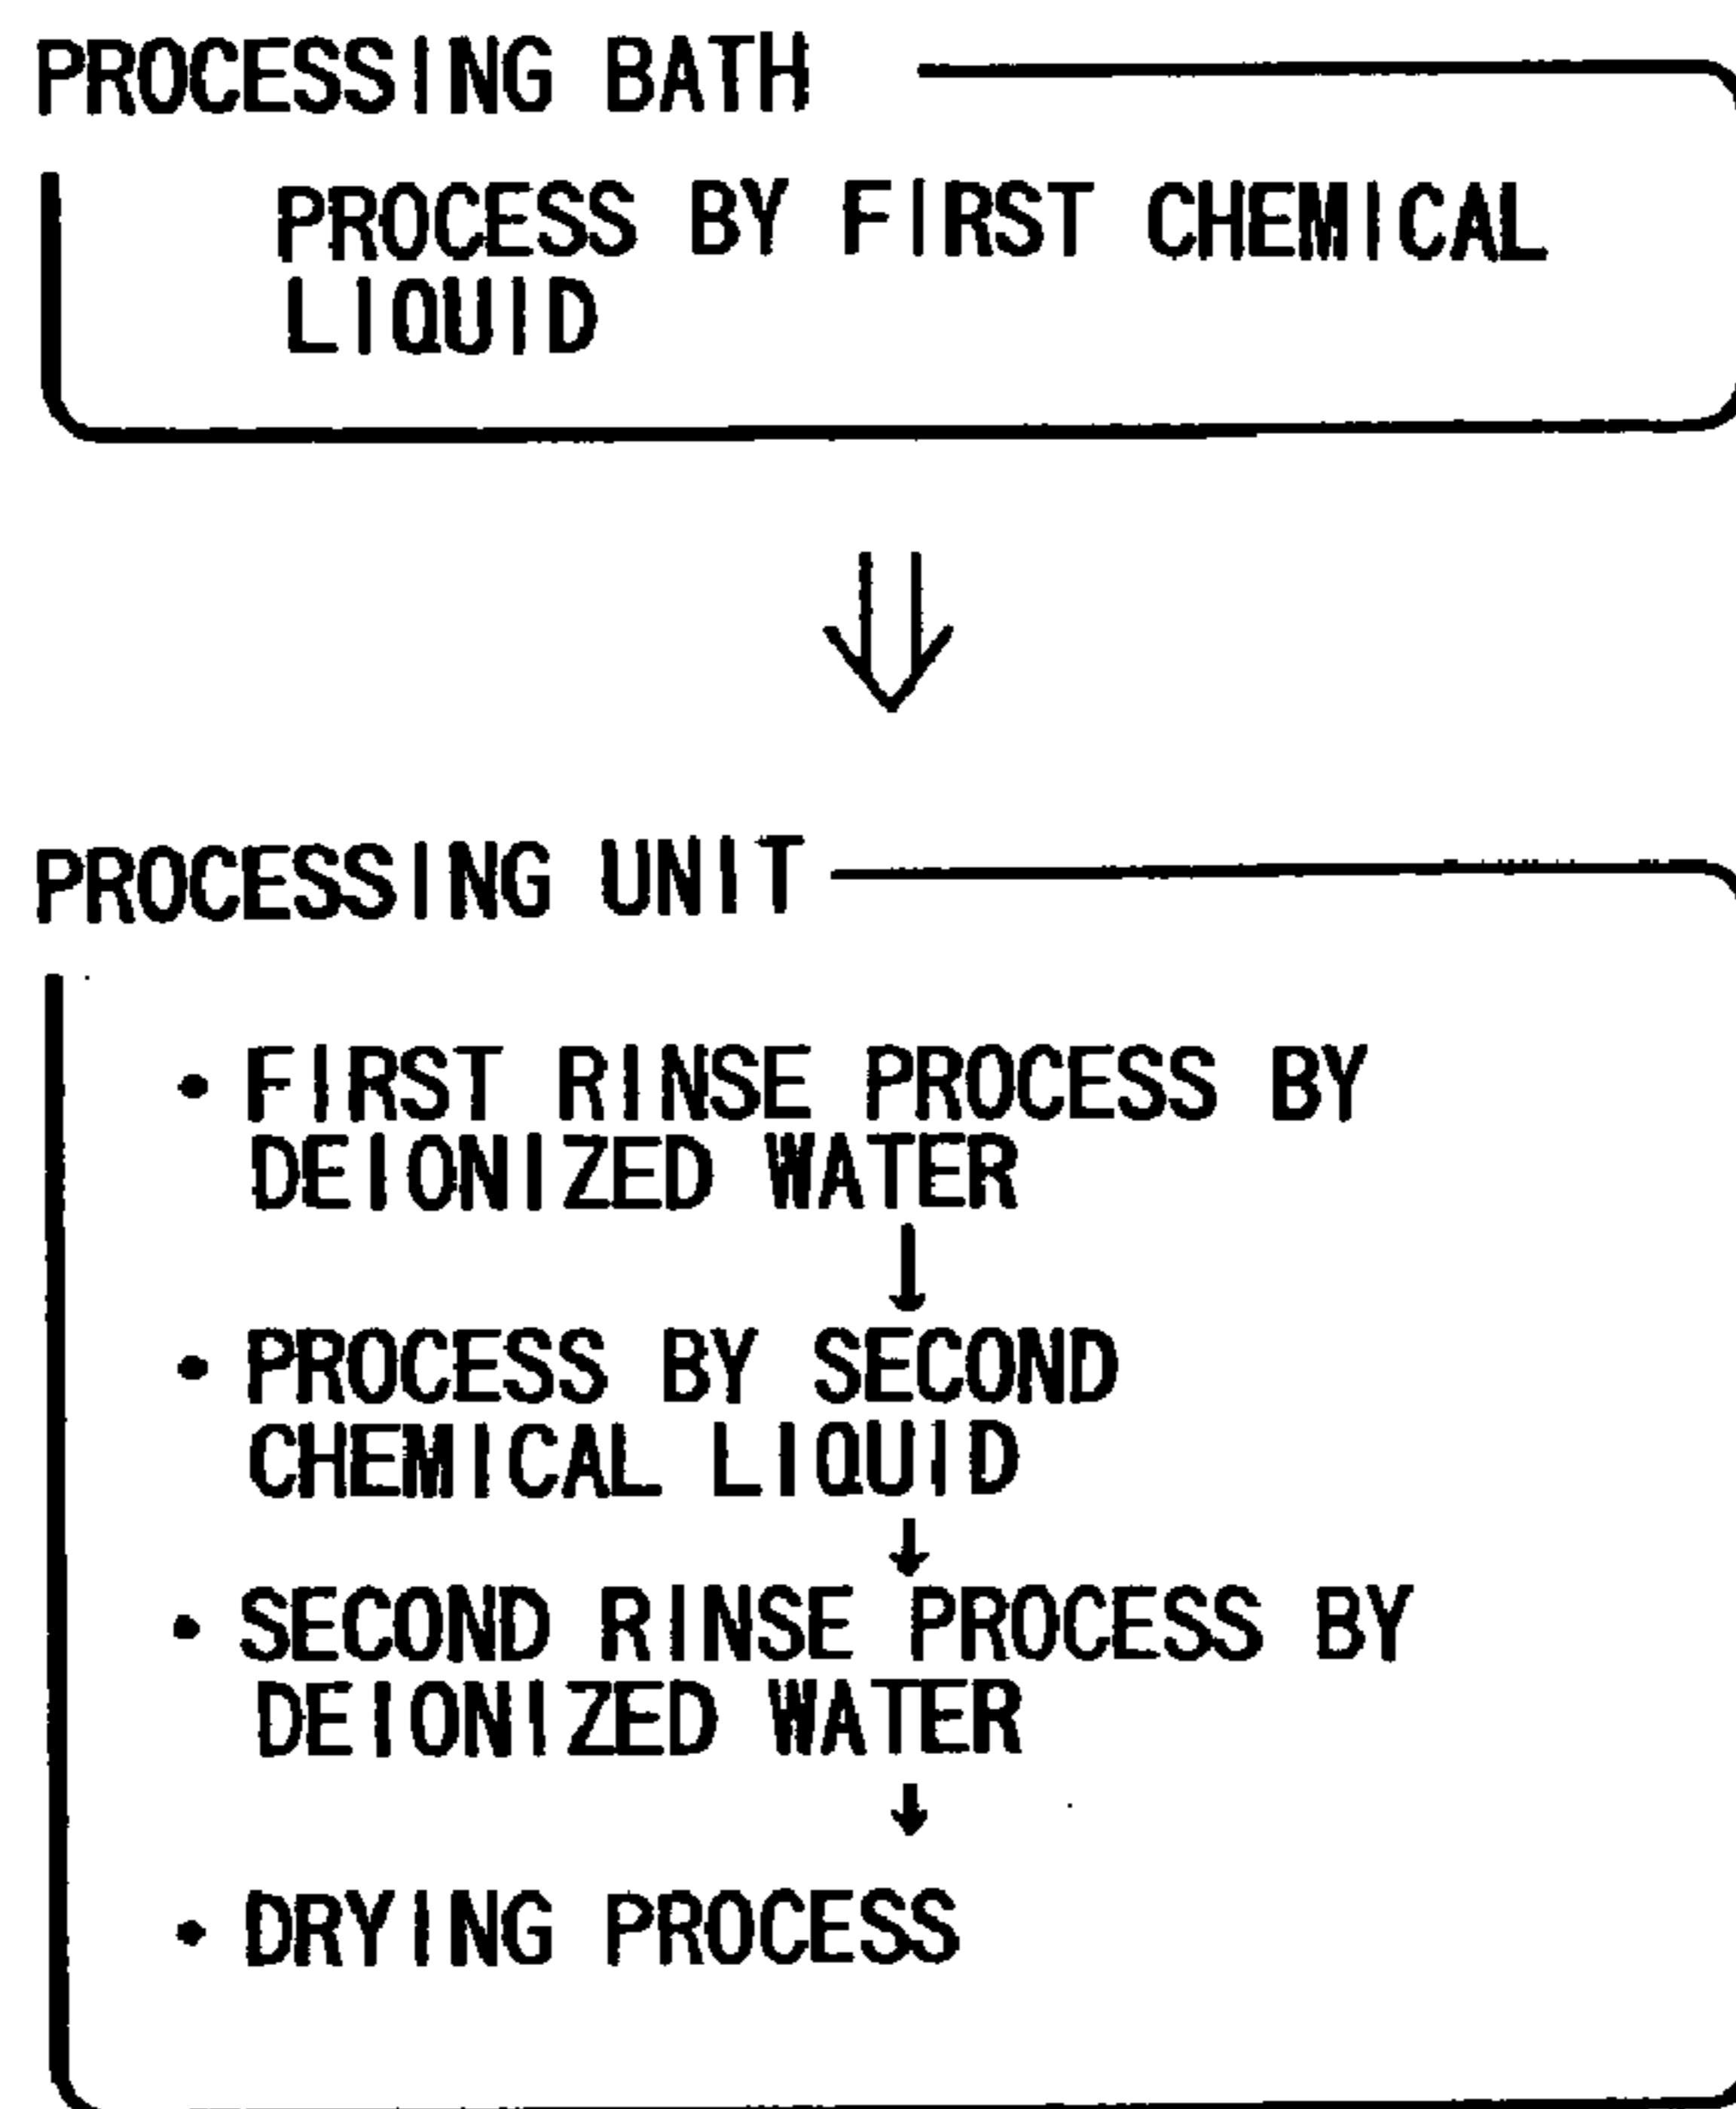 PROCESSING BATH
PROCESS BY FIRST CHEMICAL
LIQUID
PROCESSING UNIT
• FIRST RINSE PROCESS BY
DEIONIZED WATER
• PROCESS BY SECOND
CHEMICAL LIQUID
• SECOND RINSE PROCESS BY
DEIONIZED WATER
• DRYING PROCESS